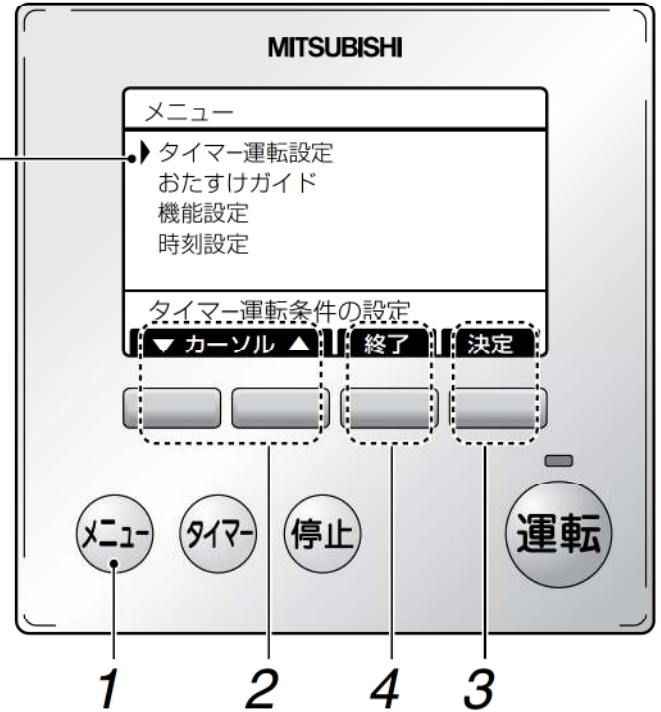 MITSUBISHI
メニュー
タイマー運転設定
おたすけガイド
機能設定
時刻設定
タイマー運転条件の設定
▼ カーソル ▲ 終了 決定
メニュー タイマー 停止 運転
1 2 4 3